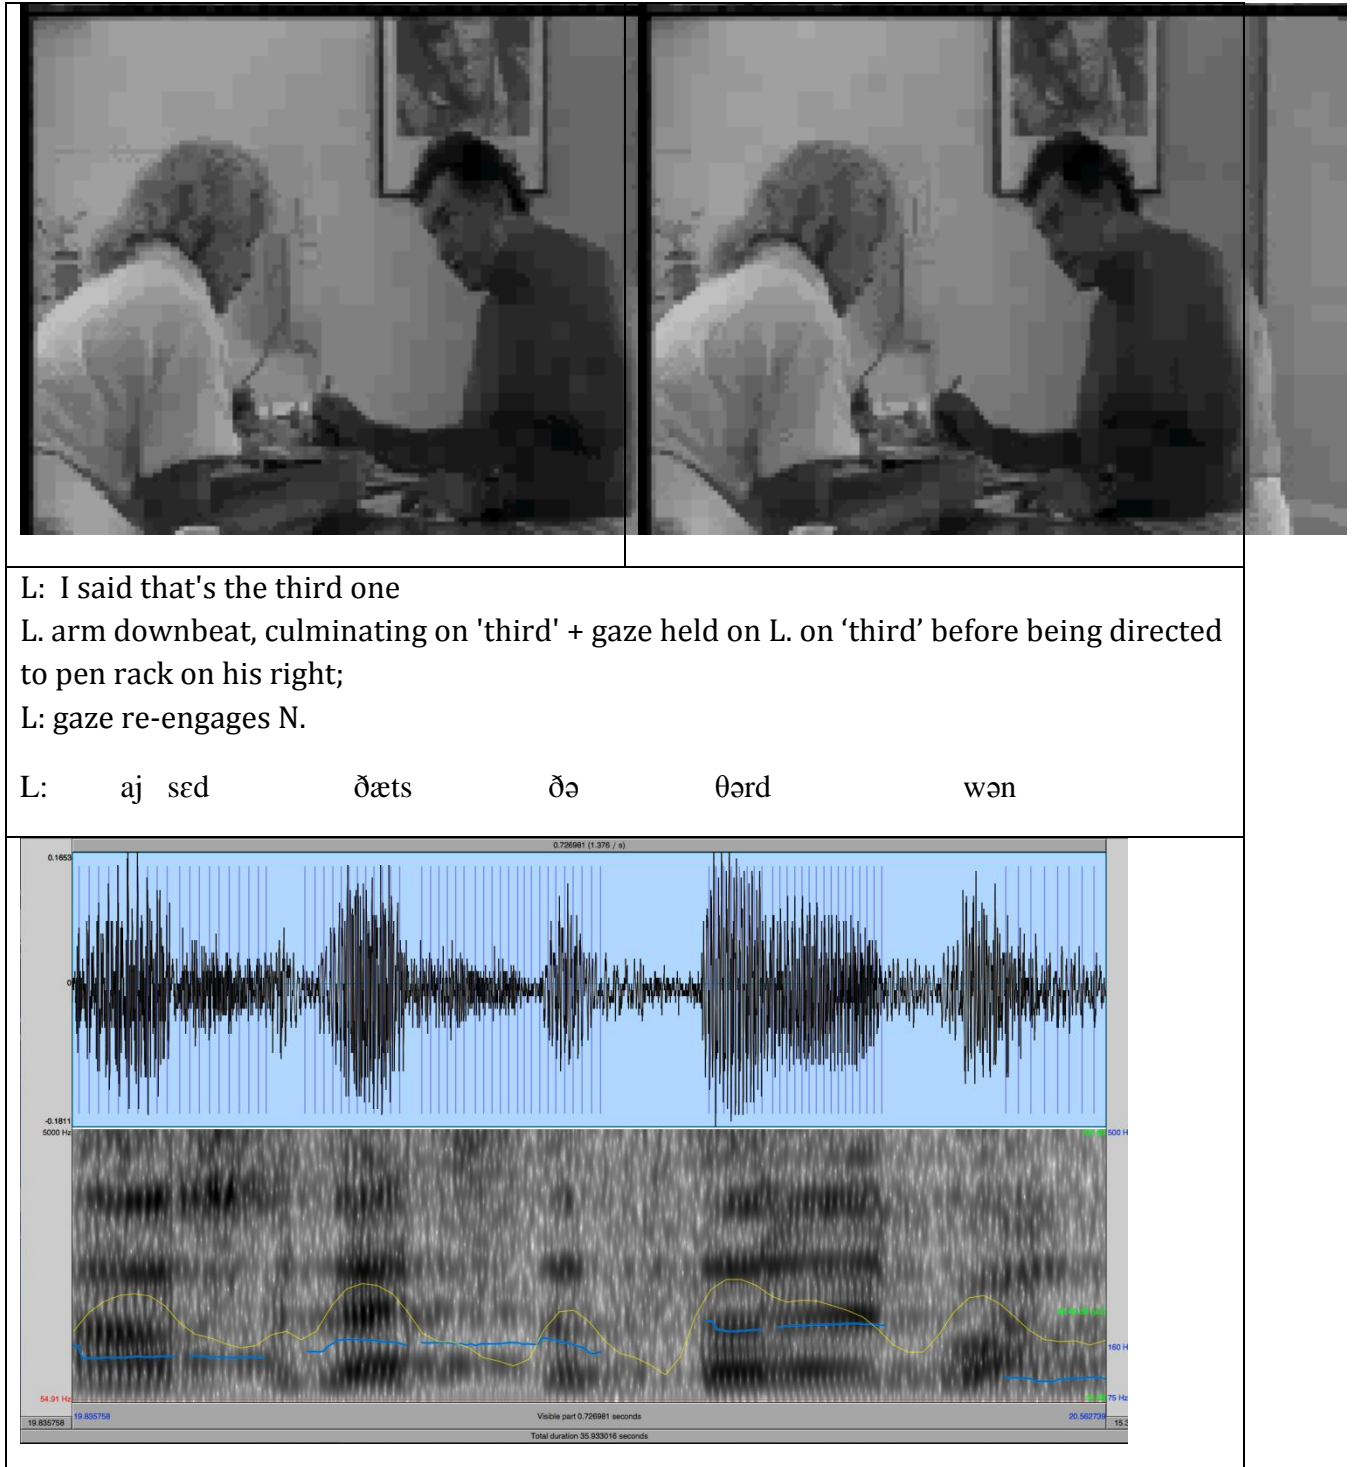 L:  I said that's the third one
L. arm downbeat, culminating on 'third' + gaze held on L. on ‘third’ before being directed
to pen rack on his right;
L: gaze re-engages N.
L: aj sɛd ðæts ðə θərd wən
0.726981 (1.376 / s)
0.1653
0
-0.1811
5000 Hz
500 H
160 H
54.91 Hz
75 Hz
19.835758 Visible part 0.726981 seconds 20.562739
19.835758 15.3
Total duration 35.933016 seconds